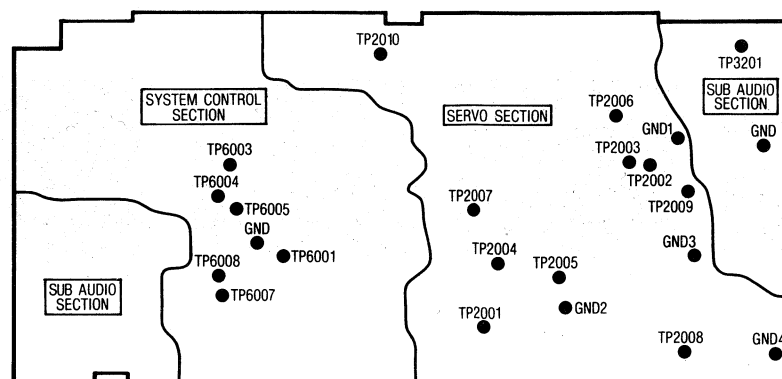 TP2010
TP3201
SYSTEM CONTROL
SECTION
SERVO SECTION
SUB AUDIO
SECTION
TP2006
GND1
GND
TP6003
TP2003
TP2002
TP6004
TP2009
TP6005
TP2007
GND
TP6001
GND3
TP6008
TP2004
TP2005
SUB AUDIO
SECTION
TP6007
GND2
TP2001
TP2008
GND4